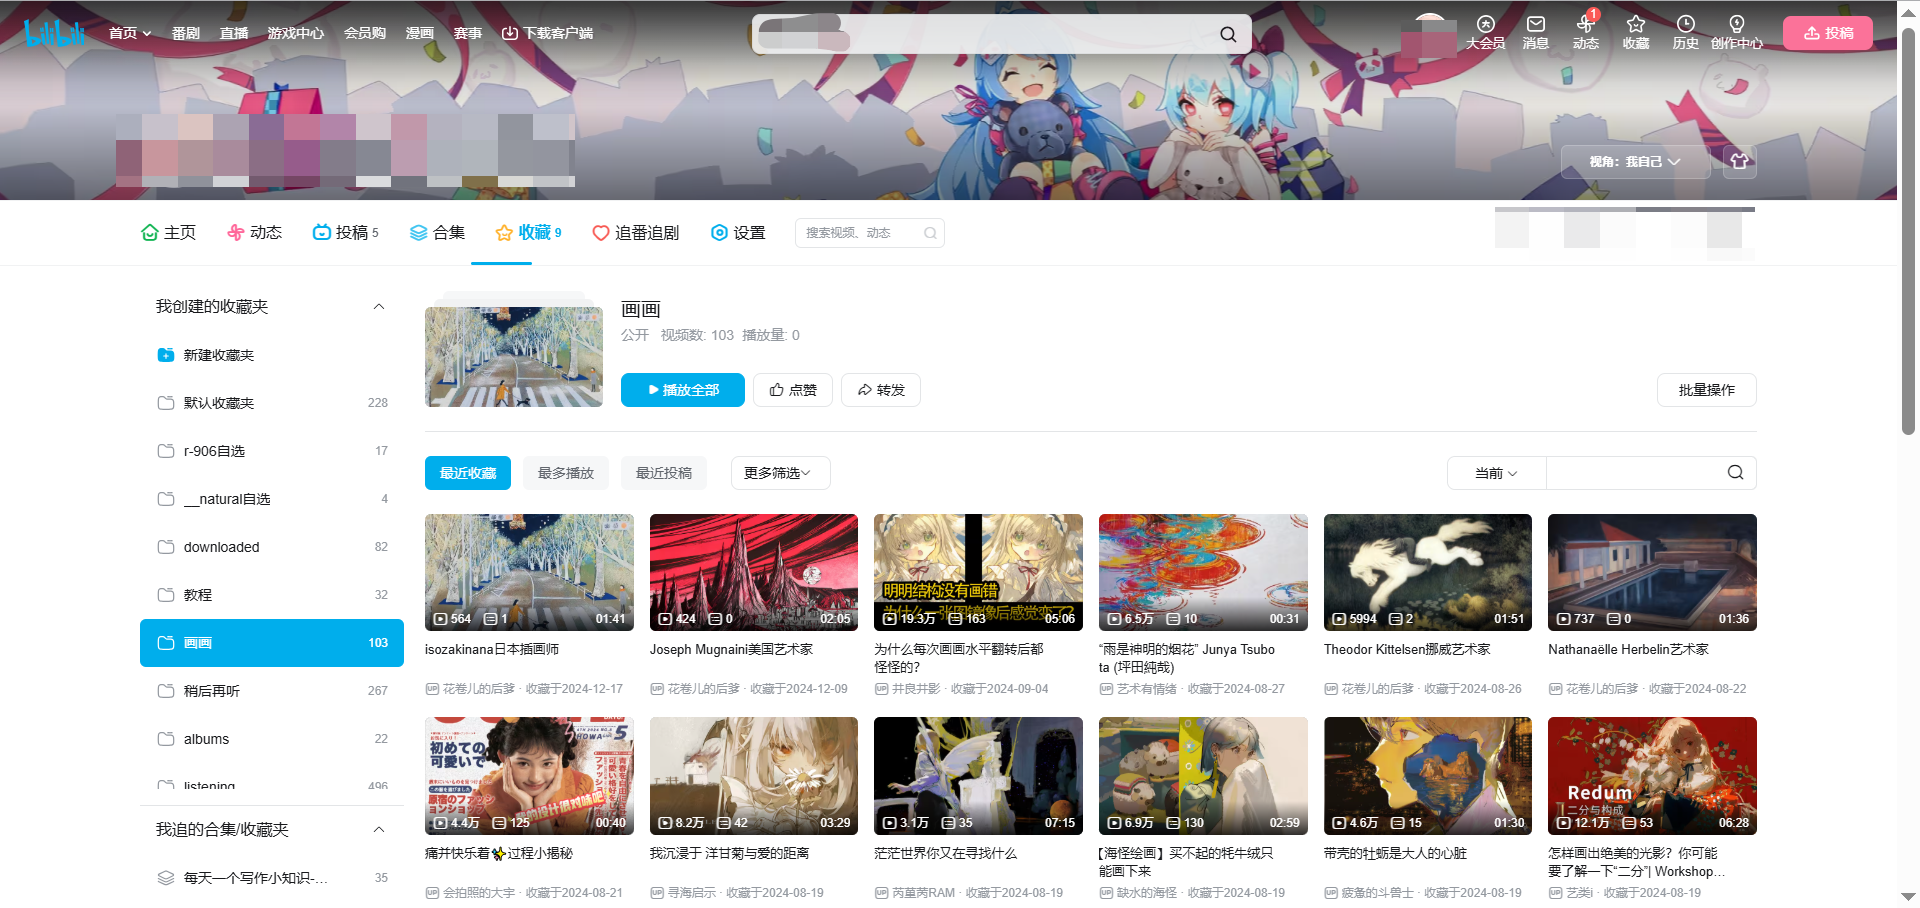 bilibili
首页
番剧
直播
游戏中心
会员购
漫画
赛事
下载客户端
大会员
消息
1
动态
收藏
历史
创作中心
投稿
视角：我自己
主页
动态
投稿 5
合集
收藏 9
追番追剧
设置
搜索视频、动态
我创建的收藏夹
新建收藏夹
默认收藏夹 228
r-906自选 17
__natural自选 4
downloaded 82
教程 32
画画 103
稍后再听 267
albums 22
listening 496
我追的合集/收藏夹
每天一个写作小知识-... 35
画画
公开 视频数: 103 播放量: 0
播放全部
点赞
转发
批量操作
最近收藏
最多播放
最近投稿
更多筛选
当前
564 1 01:41
isozakinana日本插画师
UP 花卷儿的后爹 · 收藏于2024-12-17
424 0 02:05
Joseph Mugnaini美国艺术家
UP 花卷儿的后爹 · 收藏于2024-12-09
明明结构没有画错
为什么一张图镜像后感觉变了?
19.3万 163 05:06
为什么每次画画水平翻转后都
怪怪的？
UP 井良井影 · 收藏于2024-09-04
6.5万 10 00:31
“雨是神明的烟花” Junya Tsubo
ta (坪田純哉)
UP 艺术有情绪 · 收藏于2024-08-27
5994 2 01:51
Theodor Kittelsen挪威艺术家
UP 花卷儿的后爹 · 收藏于2024-08-26
737 0 01:36
Nathanaëlle Herbelin艺术家
UP 花卷儿的后爹 · 收藏于2024-08-22
初めての
可愛いで
4.4万 125 00:40
痛并快乐着✨过程小揭秘
UP 会拍照的大宇 · 收藏于2024-08-21
8.2万 42 03:29
我沉浸于 洋甘菊与爱的距离
UP 寻海启示 · 收藏于2024-08-19
3.1万 35 07:15
茫茫世界你又在寻找什么
UP 芮菫芮RAM · 收藏于2024-08-19
6.9万 130 02:59
【海怪绘画】买不起的牦牛绒只
能画下来
UP 缺水的海怪 · 收藏于2024-08-19
4.6万 15 01:30
带壳的牡蛎是大人的心脏
UP 疲惫的斗兽士 · 收藏于2024-08-19
Redum
二分与构成
12.1万 53 06:28
怎样画出绝美的光影？你可能
要了解一下“二分”| Workshop...
UP 艺类i · 收藏于2024-08-19